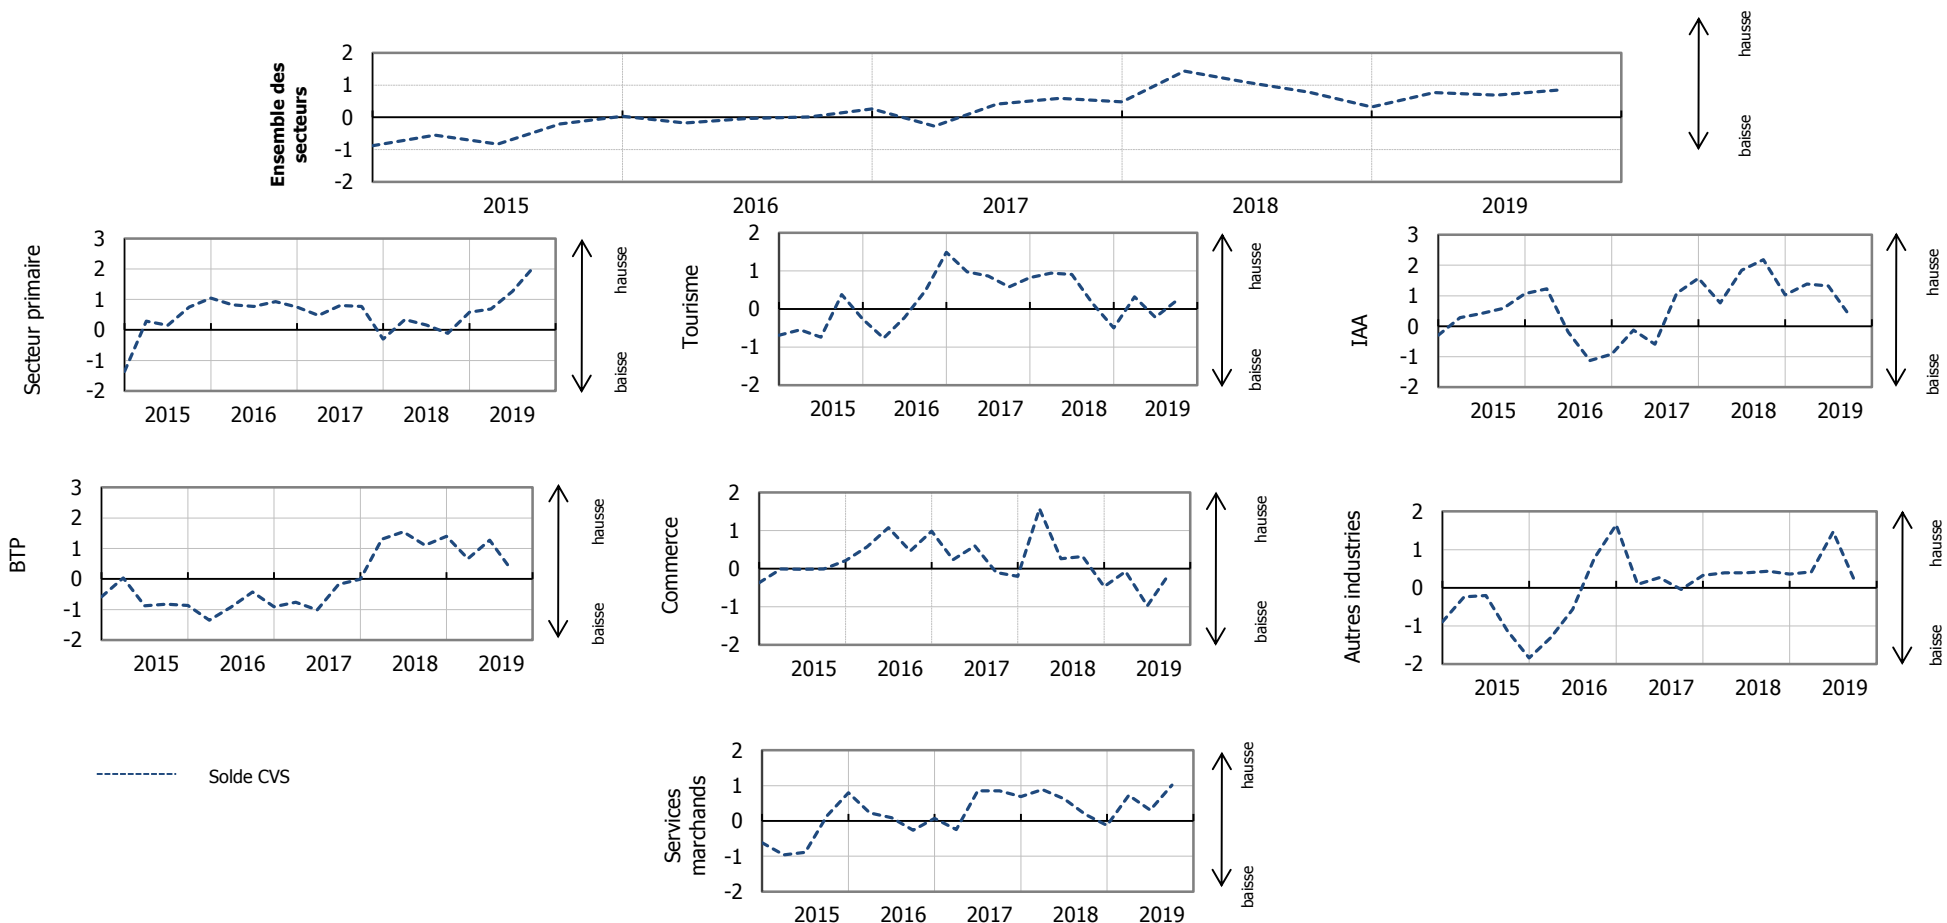 hausse
baisse
Ensemble des
secteurs
2
1
0
-1
-2
2015 2016 2017 2018 2019
Secteur primaire
3
2
1
0
-1
-2
2015 2016 2017 2018 2019
hausse
baisse
Tourisme
2
1
0
-1
-2
2015 2016 2017 2018 2019
hausse
baisse
IAA
3
2
1
0
-1
-2
2015 2016 2017 2018 2019
hausse
baisse
BTP
3
2
1
0
-1
-2
2015 2016 2017 2018 2019
hausse
baisse
Commerce
2
1
0
-1
-2
2015 2016 2017 2018 2019
hausse
baisse
Autres industries
2
1
0
-1
-2
2015 2016 2017 2018 2019
hausse
baisse
Solde CVS
Services
marchands
2
1
0
-1
-2
2015 2016 2017 2018 2019
hausse
baisse